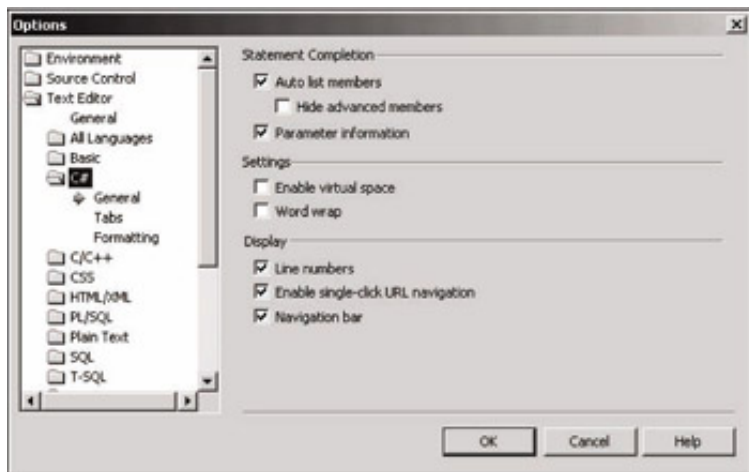 Options
Environment
Source Control
Text Editor
General
All Languages
Basic
C#
General
Tabs
Formatting
C/C++
CSS
HTML/XML
PL/SQL
Plain Text
SQL
T-SQL
Statement Completion
Auto list members
Hide advanced members
Parameter information
Settings
Enable virtual space
Word wrap
Display
Line numbers
Enable single-click URL navigation
Navigation bar
OK
Cancel
Help